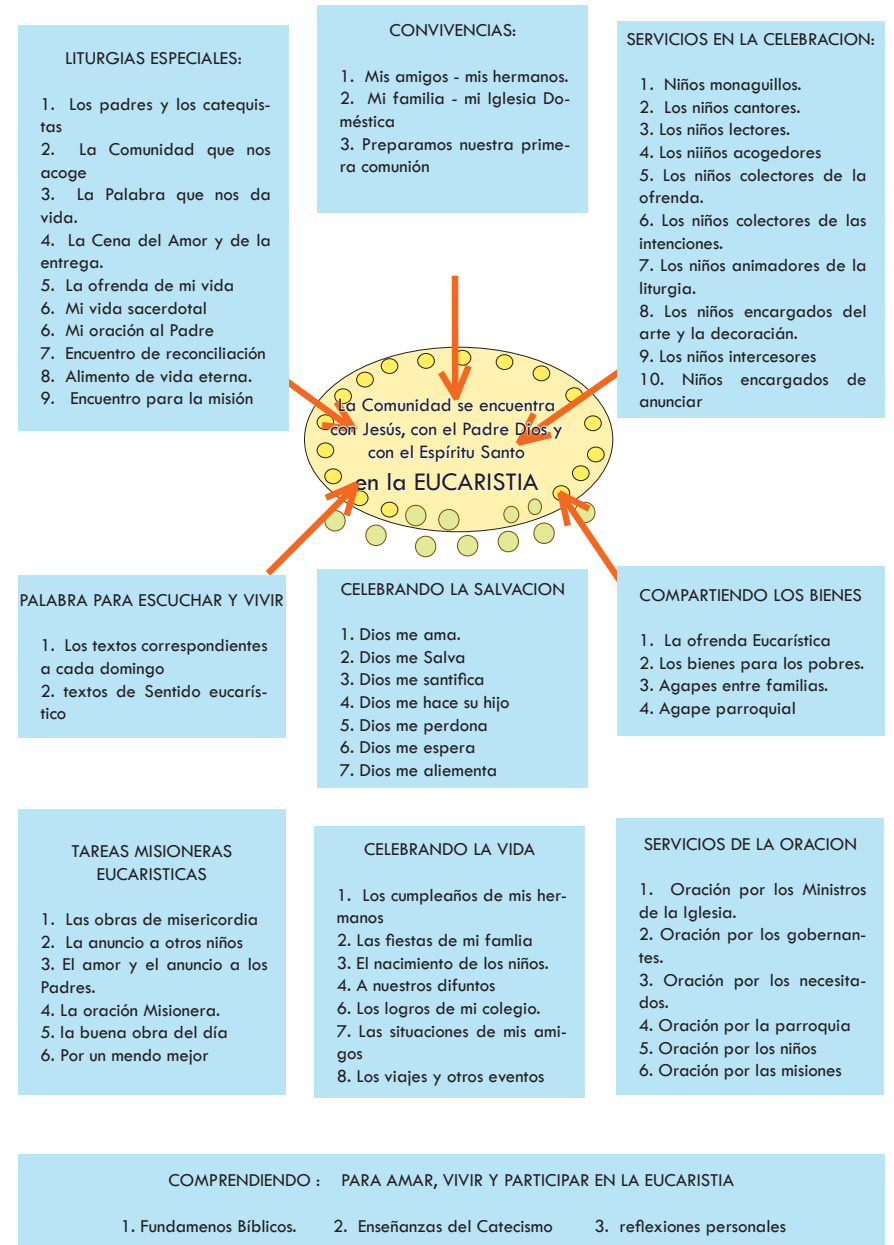 LITURGIAS ESPECIALES:
1. Los padres y los catequis-
tas
2. La Comunidad que nos
acoge
3. La Palabra que nos da
vida.
4. La Cena del Amor y de la
entrega.
5. La ofrenda de mi vida
6. Mi vida sacerdotal
6. Mi oración al Padre
7. Encuentro de reconciliación
8. Alimento de vida eterna.
9. Encuentro para la misión
CONVIVENCIAS:
1. Mis amigos - mis hermanos.
2. Mi familia - mi Iglesia Do-
méstica
3. Preparamos nuestra prime-
ra comunión
SERVICIOS EN LA CELEBRACION:
1. Niños monaguillos.
2. Los niños cantores.
3. Los niños lectores.
4. Los niiños acogedores
5. Los niños colectores de la
ofrenda.
6. Los niños colectores de las
intenciones.
7. Los niños animadores de la
liturgia.
8. Los niños encargados del
arte y la decoracián.
9. Los niños intercesores
10. Niños encargados de
anunciar
La Comunidad se encuentra
con Jesús, con el Padre Dios y
con el Espíritu Santo
en la EUCARISTIA
PALABRA PARA ESCUCHAR Y VIVIR
1. Los textos correspondientes
a cada domingo
2. textos de Sentido eucarís-
tico
CELEBRANDO LA SALVACION
1. Dios me ama.
2. Dios me Salva
3. Dios me santifica
4. Dios me hace su hijo
5. Dios me perdona
6. Dios me espera
7. Dios me aliementa
COMPARTIENDO LOS BIENES
1. La ofrenda Eucarística
2. Los bienes para los pobres.
3. Agapes entre familias.
4. Agape parroquial
TAREAS MISIONERAS
EUCARISTICAS
1. Las obras de misericordia
2. La anuncio a otros niños
3. El amor y el anuncio a los
Padres.
4. La oración Misionera.
5. la buena obra del día
6. Por un mendo mejor
CELEBRANDO LA VIDA
1. Los cumpleaños de mis her-
manos
2. Las fiestas de mi famlia
3. El nacimiento de los niños.
4. A nuestros difuntos
6. Los logros de mi colegio.
7. Las situaciones de mis ami-
gos
8. Los viajes y otros eventos
SERVICIOS DE LA ORACION
1. Oración por los Ministros
de la Iglesia.
2. Oración por los gobernan-
tes.
3. Oración por los necesita-
dos.
4. Oración por la parroquia
5. Oración por los niños
6. Oración por las misiones
COMPRENDIENDO : PARA AMAR, VIVIR Y PARTICIPAR EN LA EUCARISTIA
1. Fundamenos Bíblicos. 2. Enseñanzas del Catecismo 3. reflexiones personales